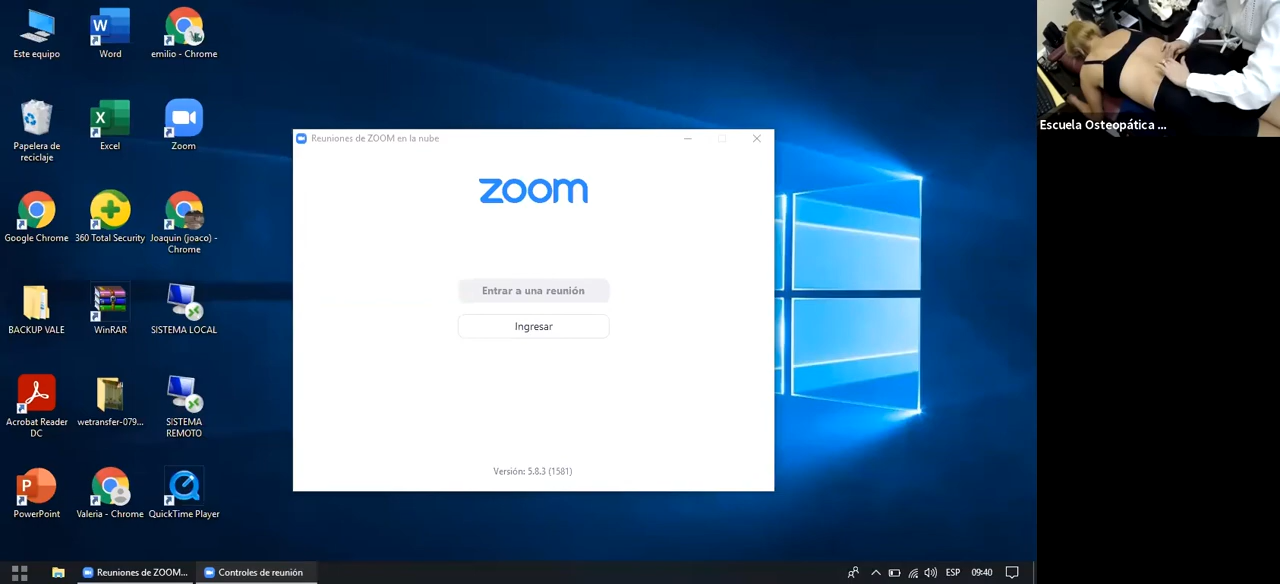 Este equipo
Word
emilio - Chrome
Papelera de
reciclaje
Excel
Zoom
Google Chrome
360 Total Security
Joaquin (joaco) -
Chrome
BACKUP VALE
WinRAR
SISTEMA LOCAL
Acrobat Reader
DC
wetransfer-079...
SISTEMA
REMOTO
PowerPoint
Valeria - Chrome
QuickTime Player
Reuniones de ZOOM en la nube
zoom
Entrar a una reunión
Ingresar
Versión: 5.8.3 (1581)
Escuela Osteopática ...
Reuniones de ZOOM...
Controles de reunión
ESP
09:40